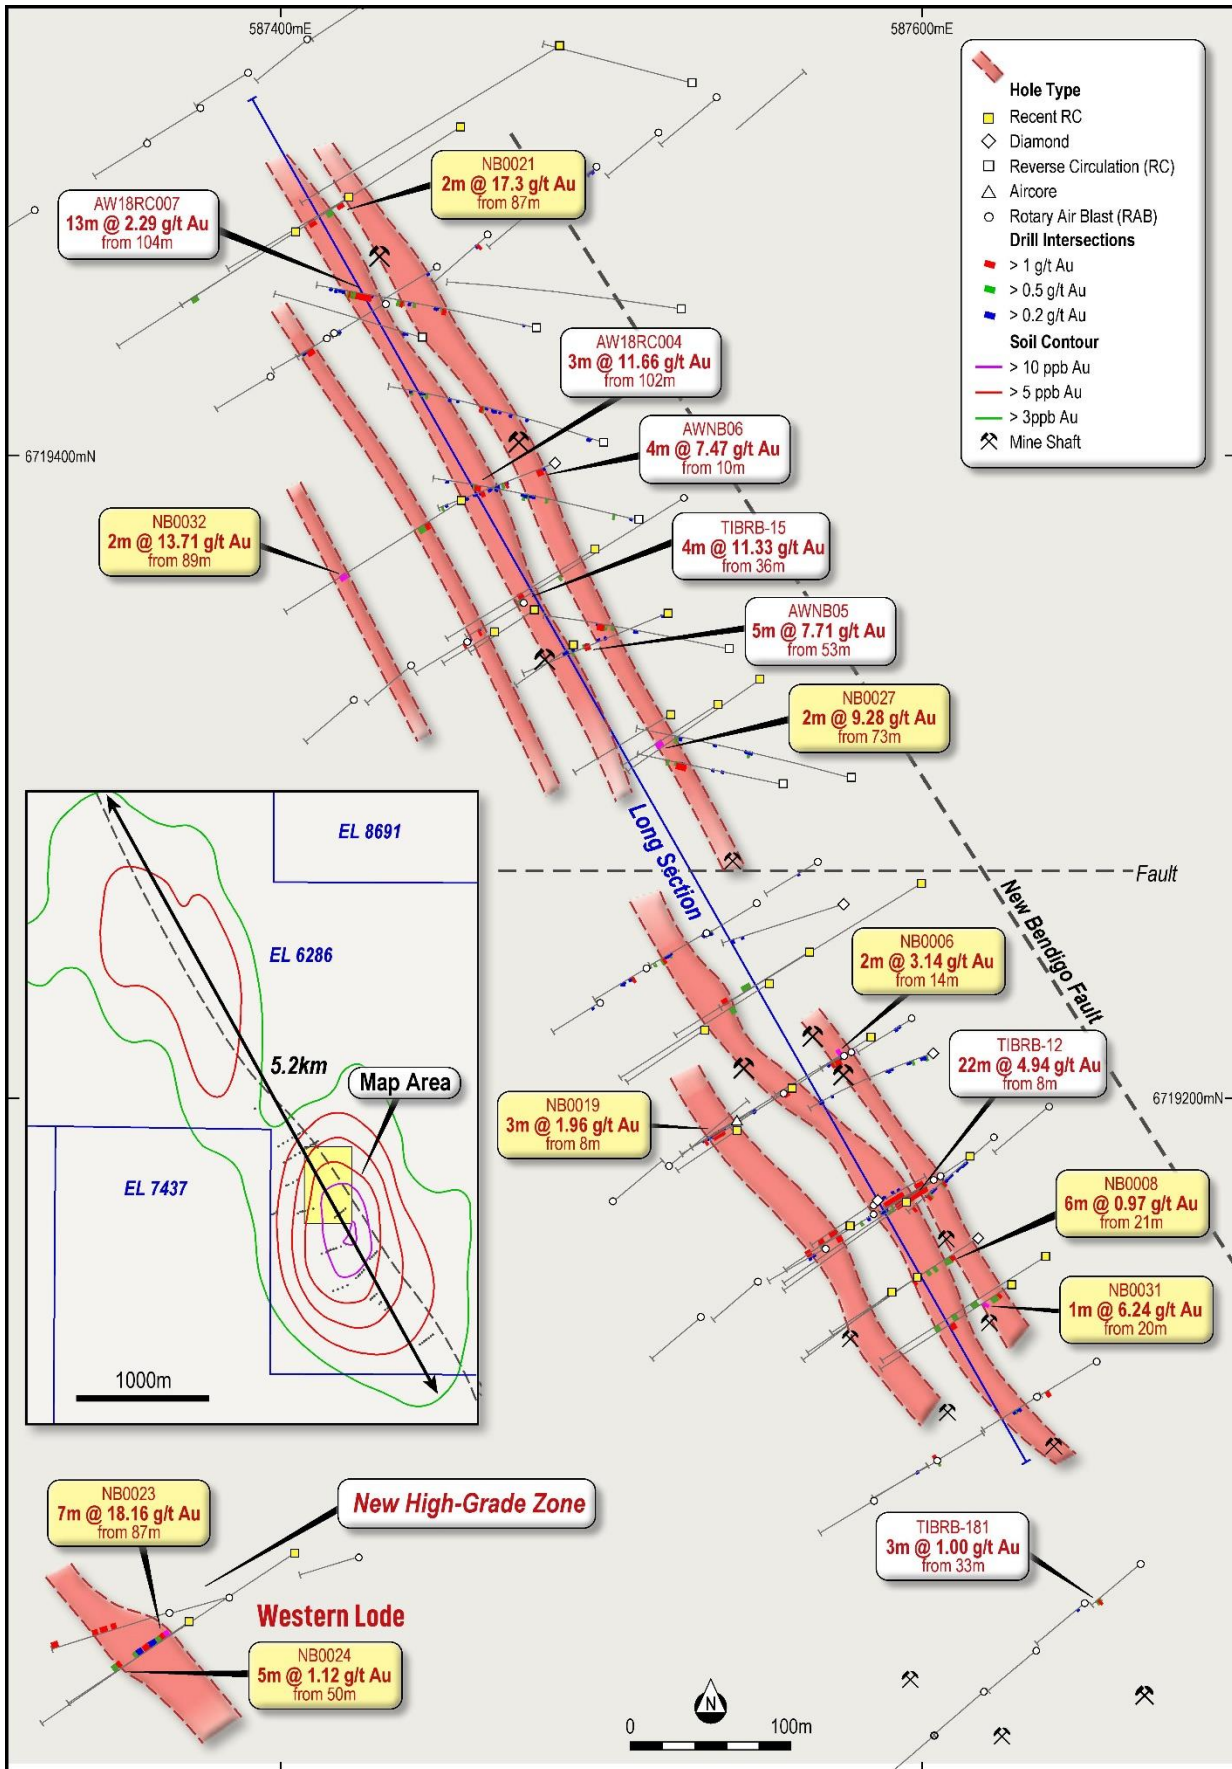 587400mE
587600mE
Hole Type
Recent RC
Diamond
Reverse Circulation (RC)
Aircore
Rotary Air Blast (RAB)
Drill Intersections
> 1 g/t Au
> 0.5 g/t Au
> 0.2 g/t Au
Soil Contour
> 10 ppb Au
> 5 ppb Au
> 3ppb Au
Mine Shaft
NB0021
2m @ 17.3 g/t Au
from 87m
AW18RC007
13m @ 2.29 g/t Au
from 104m
AW18RC004
3m @ 11.66 g/t Au
from 102m
AWNB06
4m @ 7.47 g/t Au
from 10m
6719400mN
NB0032
2m @ 13.71 g/t Au
from 89m
TIBRB-15
4m @ 11.33 g/t Au
from 36m
AWNB05
5m @ 7.71 g/t Au
from 53m
NB0027
2m @ 9.28 g/t Au
from 73m
Long Section
Fault
New Bendigo Fault
EL 8691
EL 6286
5.2km
Map Area
EL 7437
1000m
NB0006
2m @ 3.14 g/t Au
from 14m
TIBRB-12
22m @ 4.94 g/t Au
from 8m
6719200mN
NB0019
3m @ 1.96 g/t Au
from 8m
NB0008
6m @ 0.97 g/t Au
from 21m
NB0031
1m @ 6.24 g/t Au
from 20m
NB0023
7m @ 18.16 g/t Au
from 87m
New High-Grade Zone
Western Lode
NB0024
5m @ 1.12 g/t Au
from 50m
TIBRB-181
3m @ 1.00 g/t Au
from 33m
N
0
100m